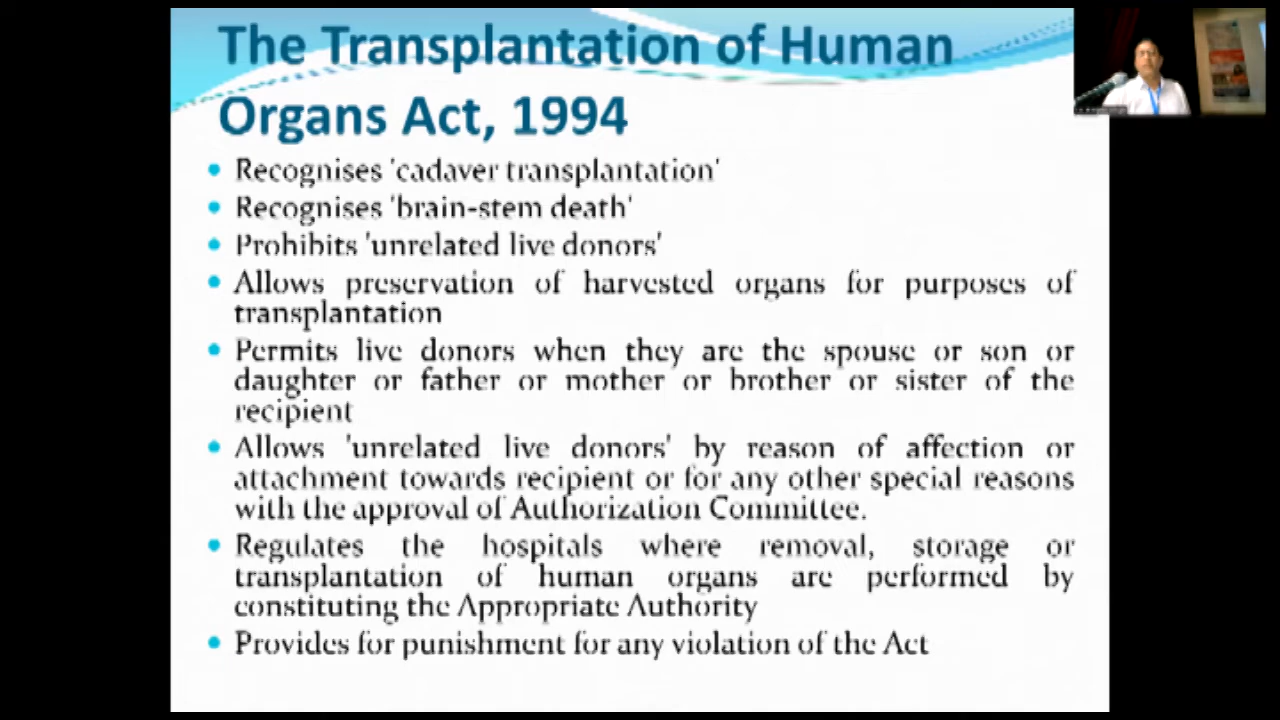 The Transplantation of Human
Organs Act, 1994
Recognises 'cadaver transplantation'
Recognises 'brain-stem death'
Prohibits 'unrelated live donors'
Allows preservation of harvested organs for purposes of
transplantation
Permits live donors when they are the spouse or son or
daughter or father or mother or brother or sister of the
recipient
Allows 'unrelated live donors' by reason of affection or
attachment towards recipient or for any other special reasons
with the approval of Authorization Committee.
Regulates the hospitals where removal, storage or
transplantation of human organs are performed by
constituting the Appropriate Authority
Provides for punishment for any violation of the Act